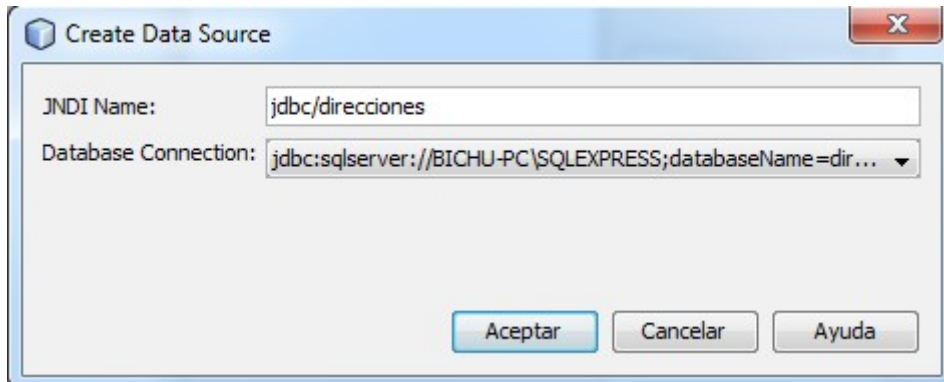 Create Data Source
JNDI Name: jdbc/direcciones
Database Connection: jdbc:sqlserver://BICHU-PC\SQLEXPRESS;databaseName=dir...
Aceptar Cancelar Ayuda